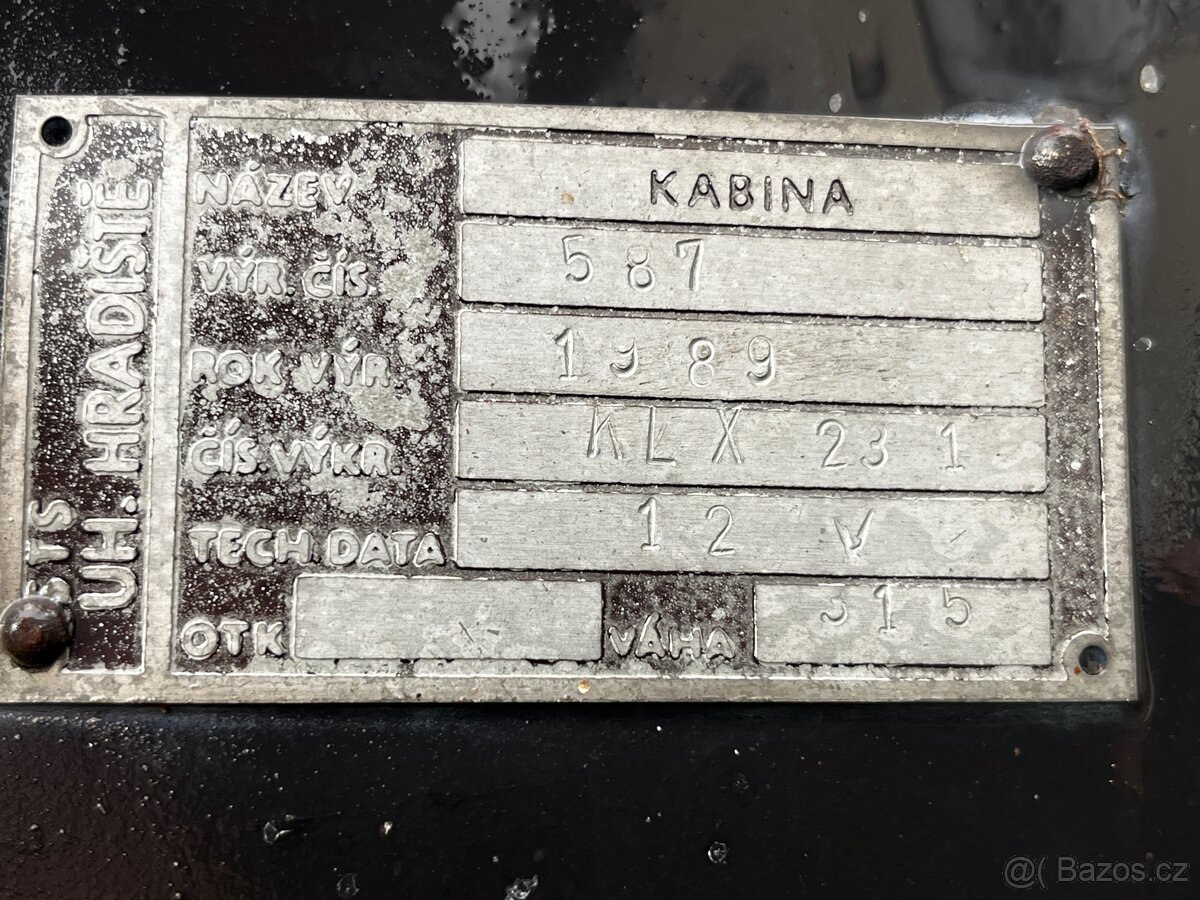 STS
UH. HRADIŠTĚ
NÁZEV KABINA
VÝR. ČÍS. 587
ROK VÝR. 1989
ČÍS. VÝKR. KLX 231
TECH. DATA 12 V
OTK VÁHA 315
@( Bazos.cz